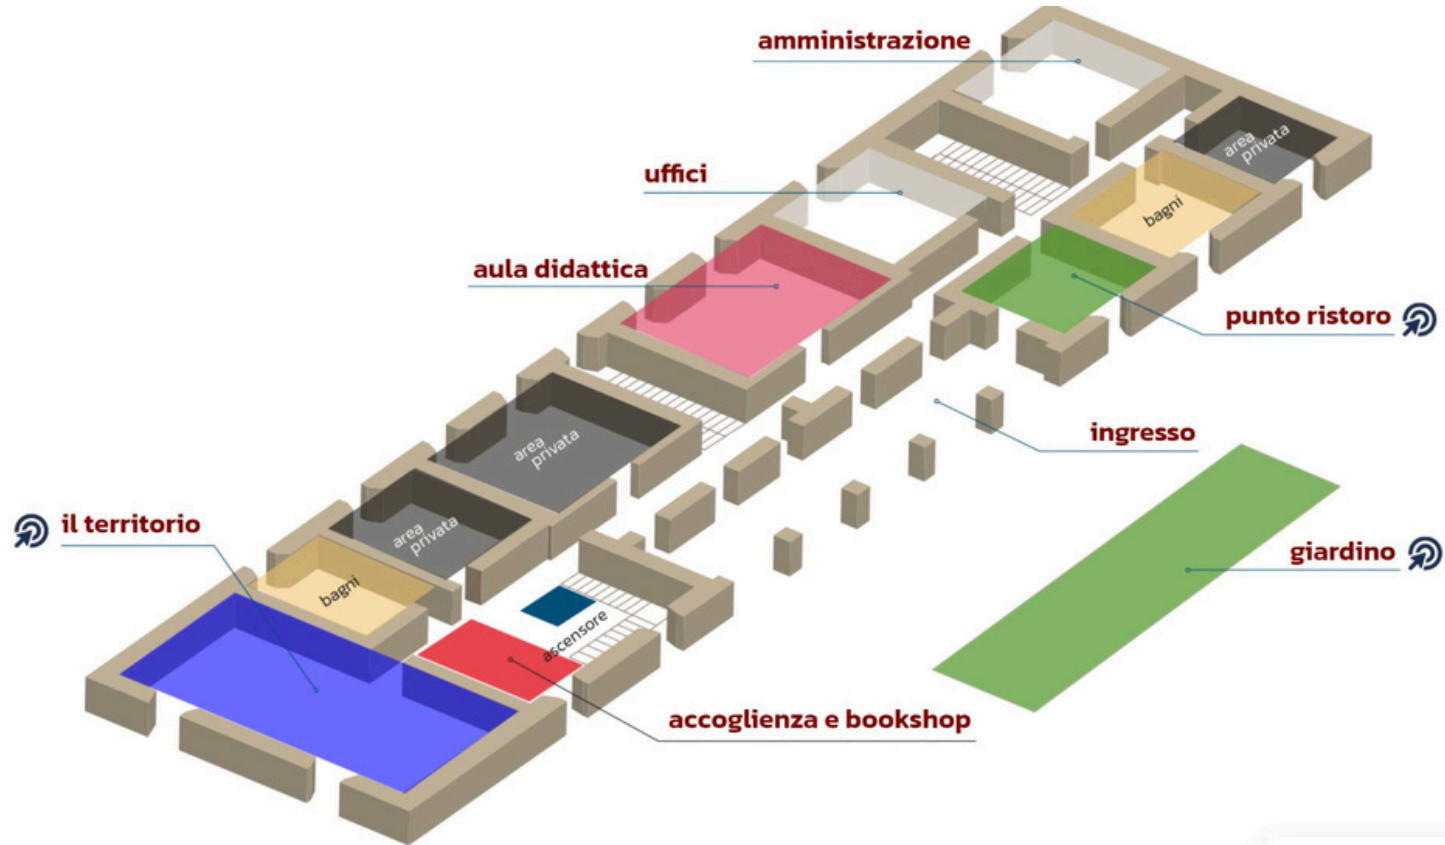 amministrazione
area
privata
uffici
bagni
aula didattica
punto ristoro
area
privata
ingresso
il territorio
area
privata
giardino
bagni
ascensore
accoglienza e bookshop